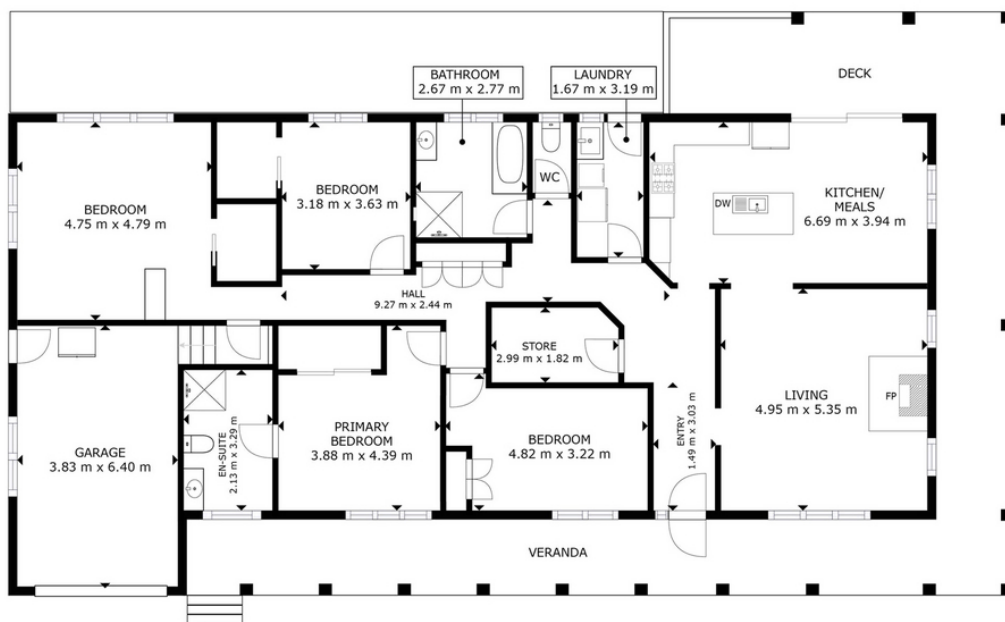 BATHROOM
2.67 m x 2.77 m
LAUNDRY
1.67 m x 3.19 m
DECK
WC
BEDROOM
4.75 m x 4.79 m
BEDROOM
3.18 m x 3.63 m
DW
KITCHEN/
MEALS
6.69 m x 3.94 m
HALL
9.27 m x 2.44 m
STORE
2.99 m x 1.82 m
LIVING
4.95 m x 5.35 m
FP
GARAGE
3.83 m x 6.40 m
EN-SUITE
2.13 m x 3.29 m
PRIMARY
BEDROOM
3.88 m x 4.39 m
BEDROOM
4.82 m x 3.22 m
ENTRY
1.49 m x 3.03 m
VERANDA